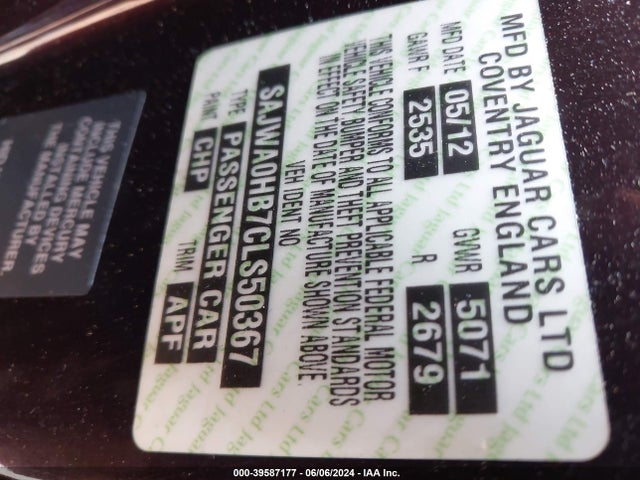 MFD BY JAGUAR CARS LTD
COVENTRY ENGLAND
MFD DATE 05/12 GVWR 5071
GAWR F 2535 R 2679
THIS VEHICLE CONFORMS TO ALL APPLICABLE FEDERAL MOTOR
VEHICLE SAFETY, BUMPER AND THEFT PREVENTION STANDARDS
IN EFFECT ON THE DATE OF MANUFACTURE SHOWN ABOVE.
VEH IDENT NO
SAJWA0HB7CLS50367
TYPE PASSENGER CAR
PAINT CHP TRIM APF
THIS VEHICLE MAY
INCLUDE MERCURY
CONTAINING DEVICES
INSTALLED BY
THE MANUFACTURER.
000-39587177 - 06/06/2024 - IAA Inc.